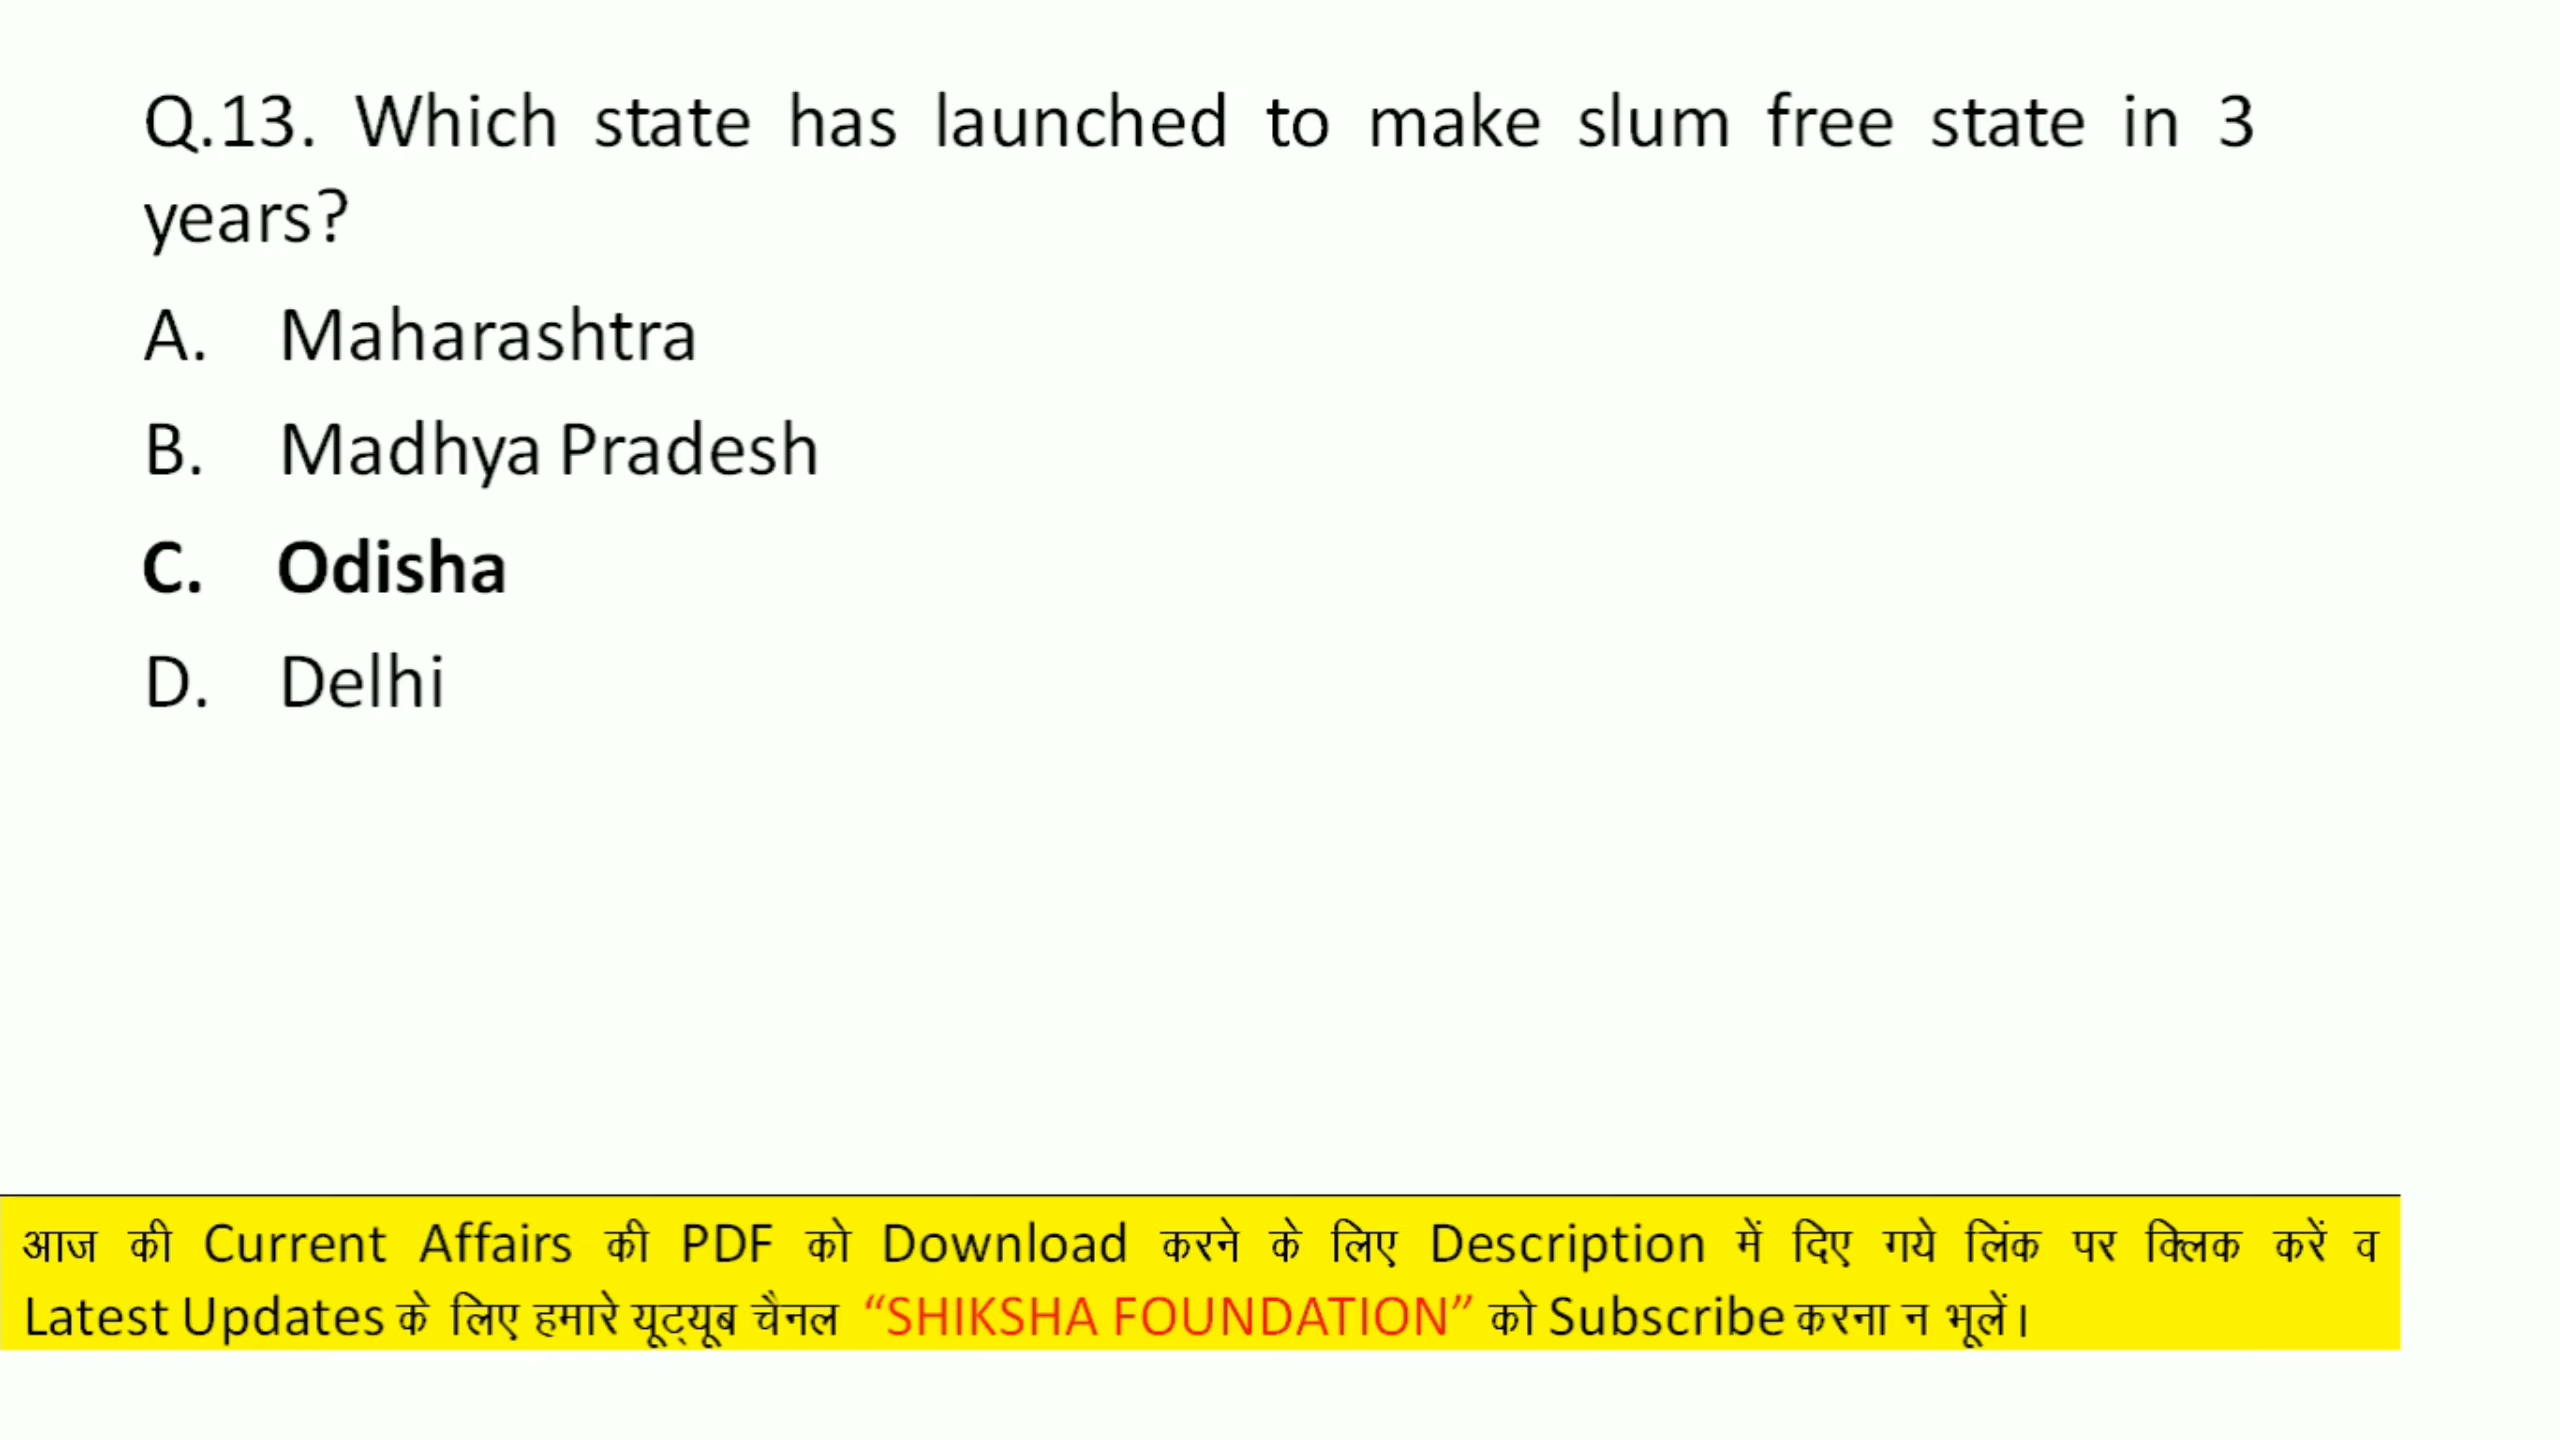 Q.13. Which state has launched to make slum free state in 3
years?
A. Maharashtra
B. Madhya Pradesh
C. Odisha
D. Delhi
आज की Current Affairs की PDF को Download करने के लिए Description में दिए गये लिंक पर क्लिक करें व
Latest Updates के लिए हमारे यूट्यूब चैनल “SHIKSHA FOUNDATION” को Subscribe करना न भूलें।